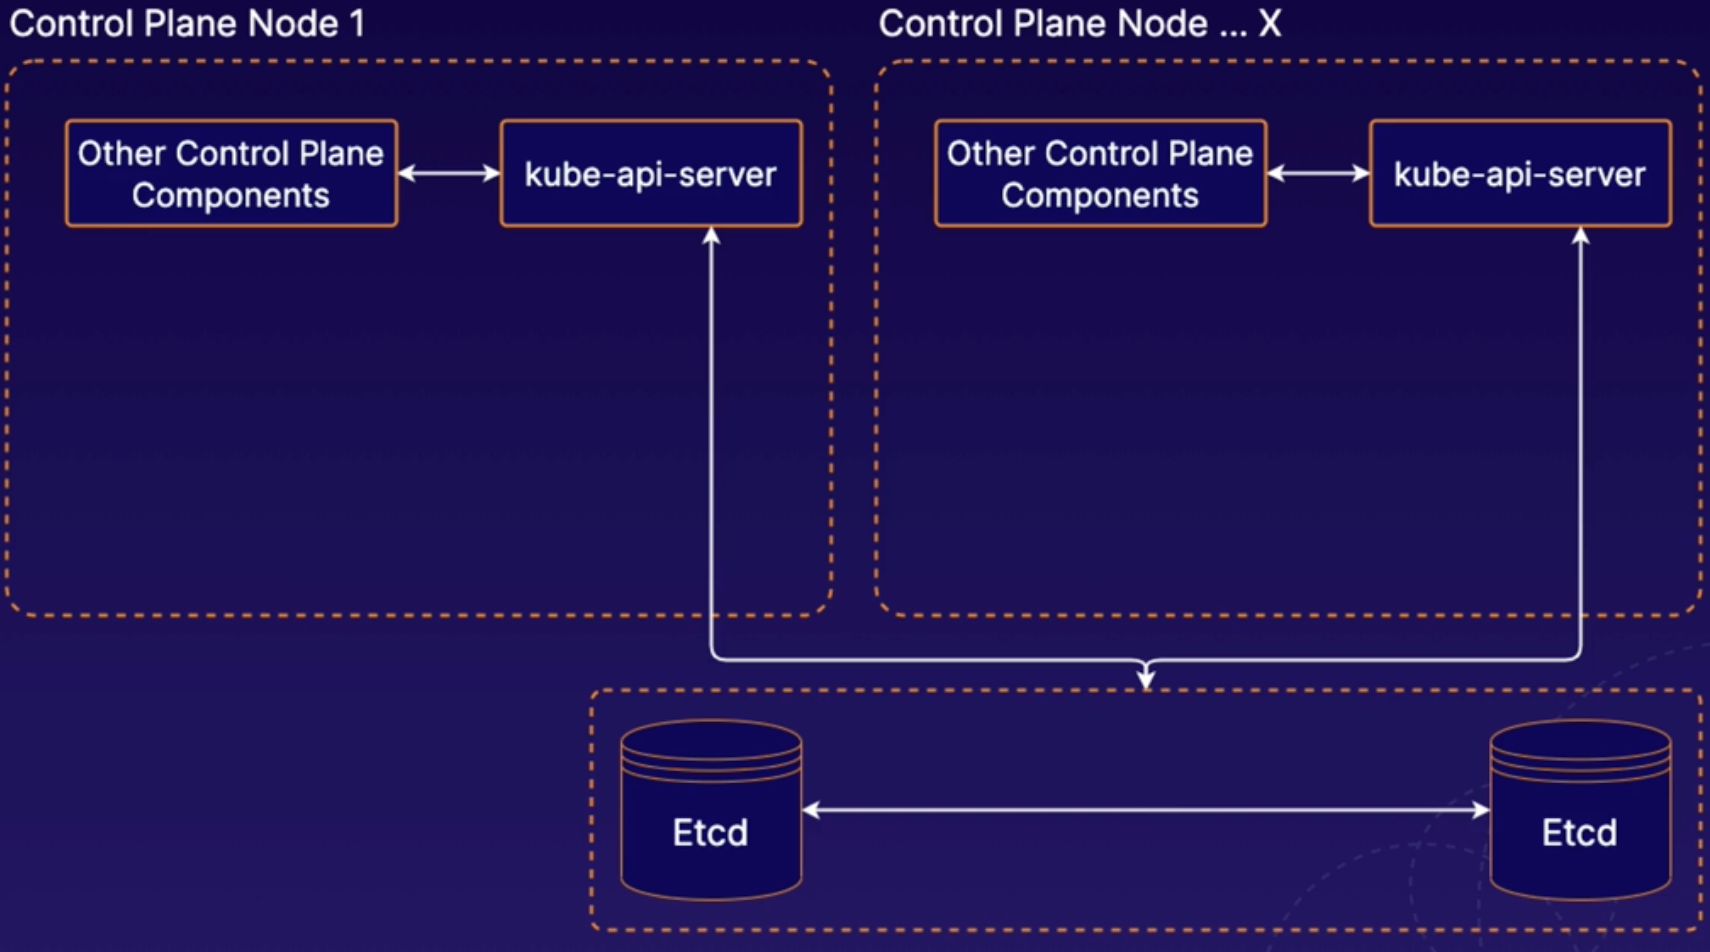 Control Plane Node 1
Control Plane Node ... X
Other Control Plane
Components
kube-api-server
Other Control Plane
Components
kube-api-server
Etcd
Etcd